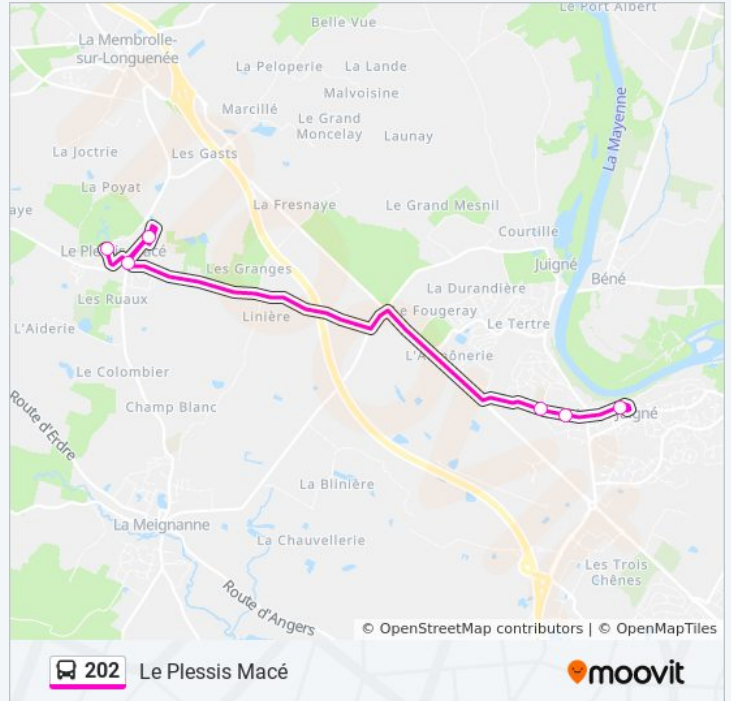 Le Port Albert
Belle Vue
La Membrolle-
sur-Longuenée
La Peloperie
La Lande
Malvoisine
Marcillé
Le Grand
Moncelay
Launay
La Mayenne
La Joctrie
Les Gasts
La Poyat
La Fresnaye
Le Grand Mesnil
aye
Courtille
Le Plessis Macé
Les Granges
Juigné
Béné
La Durandière
Les Ruaux
Linière
e Fougeray
Le Tertre
L'Aiderie
Le Colombier
Champ Blanc
Route d'Erdre
La Blinière
La Meignanne
La Chauvellerie
Les Trois
Chênes
Route d'Angers
© OpenStreetMap contributors | © OpenMapTiles
202 Le Plessis Macé
moovit